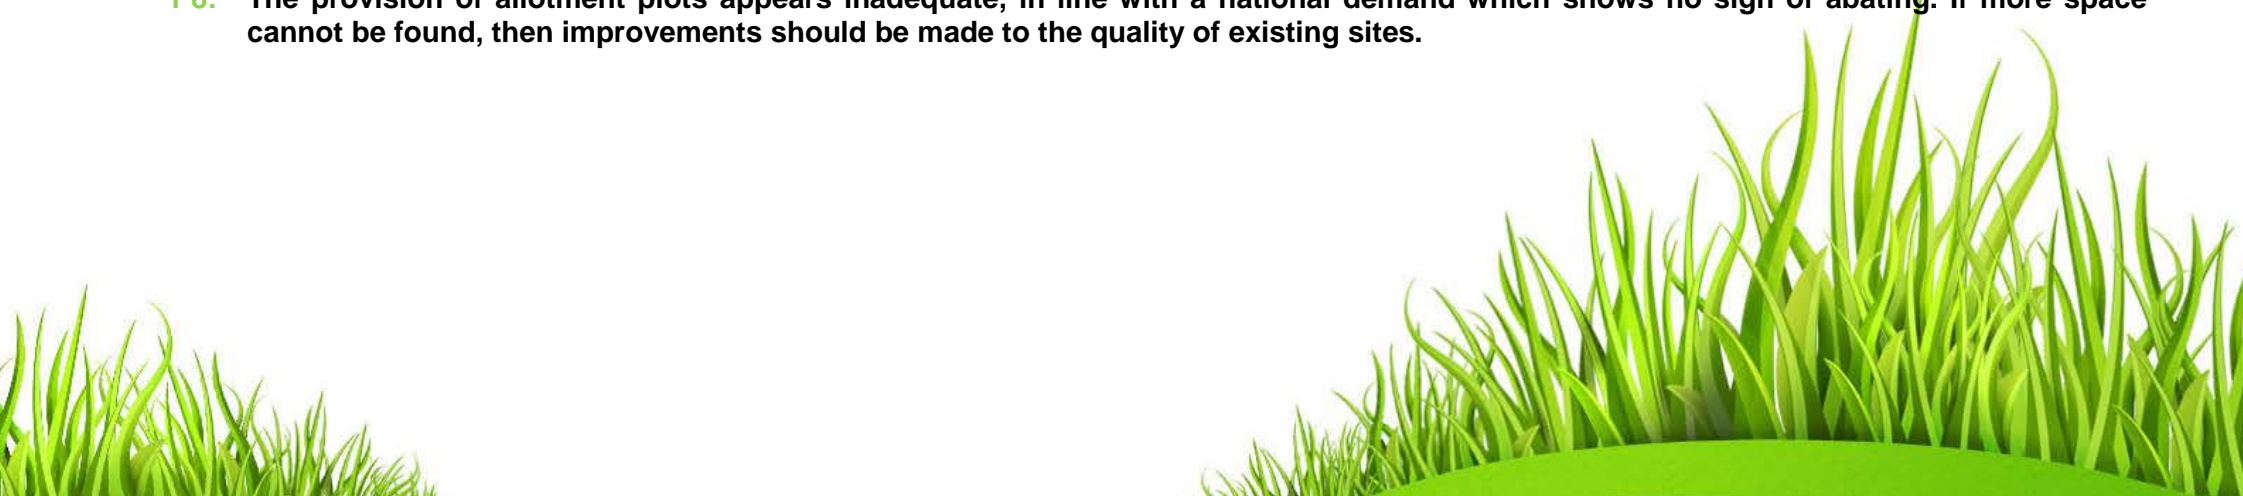 The provision of allotment plots appears inadequate, in line with a national demand which shows no sign of abating. If more space
cannot be found, then improvements should be made to the quality of existing sites.